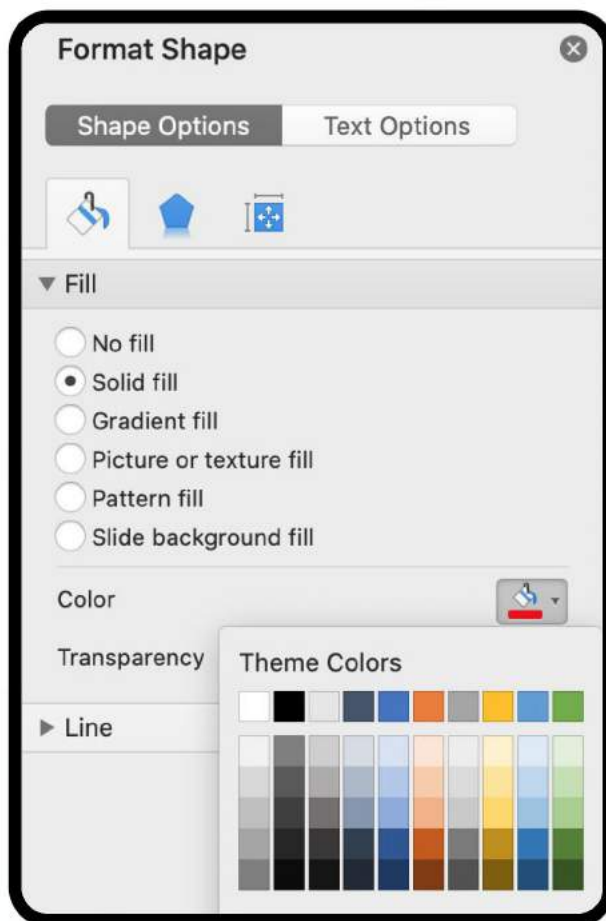 Format Shape
Shape Options Text Options
Fill
No fill
Solid fill
Gradient fill
Picture or texture fill
Pattern fill
Slide background fill
Color
Transparency
Theme Colors
Line